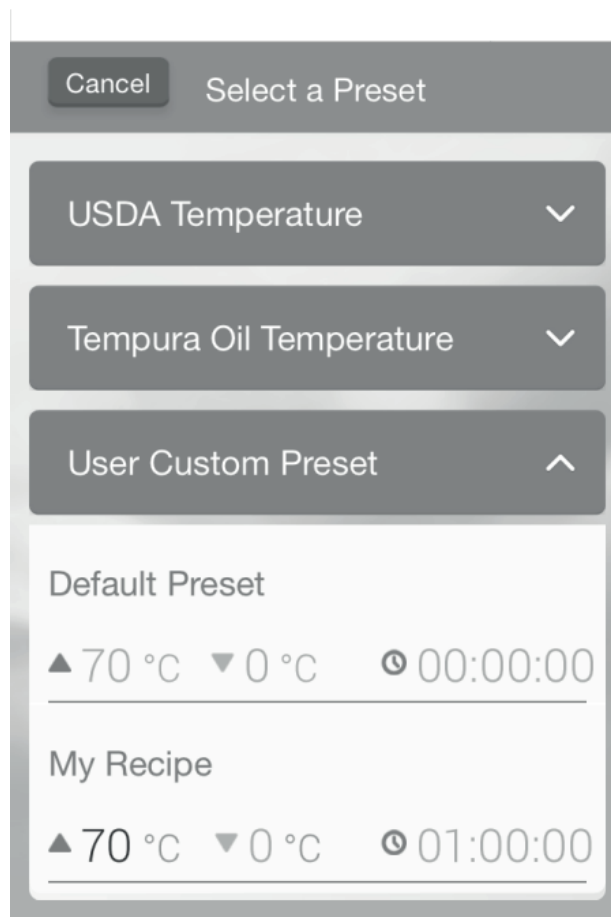 Cancel Select a Preset
USDA Temperature
Tempura Oil Temperature
User Custom Preset
Default Preset
▲ 70 °C ▼ 0 °C 00:00:00
My Recipe
▲ 70 °C ▼ 0 °C 01:00:00